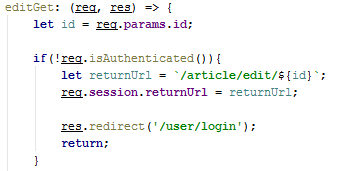 editGet: (req, res) => {
    let id = req.params.id;

    if(!req.isAuthenticated()){
        let returnUrl = `/article/edit/${id}`;
        req.session.returnUrl = returnUrl;

        res.redirect('/user/login');
        return;
    }